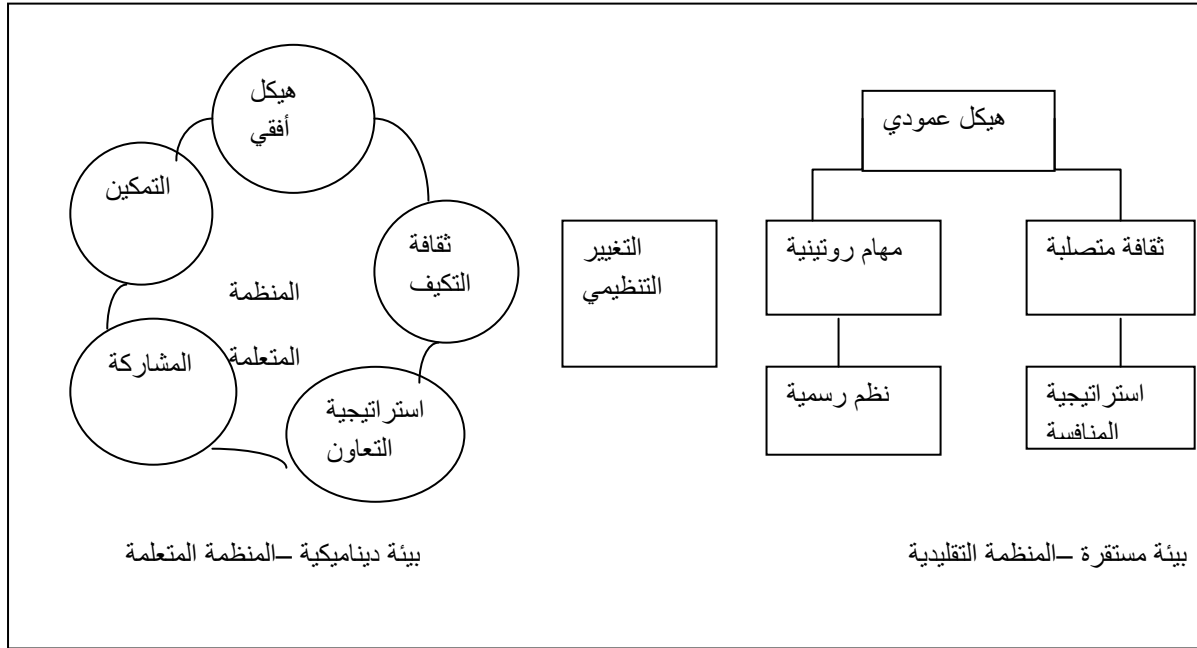 هيكل عمودي
ثقافة متصلبة
مهام روتينية
استراتيجية
المنافسة
نظم رسمية
التغيير
التنظيمي
هيكل
أفقي
ثقافة
التكيف
استراتيجية
التعاون
المشاركة
التمكين
المنظمة
المتعلمة
بيئة مستقرة –المنظمة التقليدية
بيئة ديناميكية –المنظمة المتعلمة